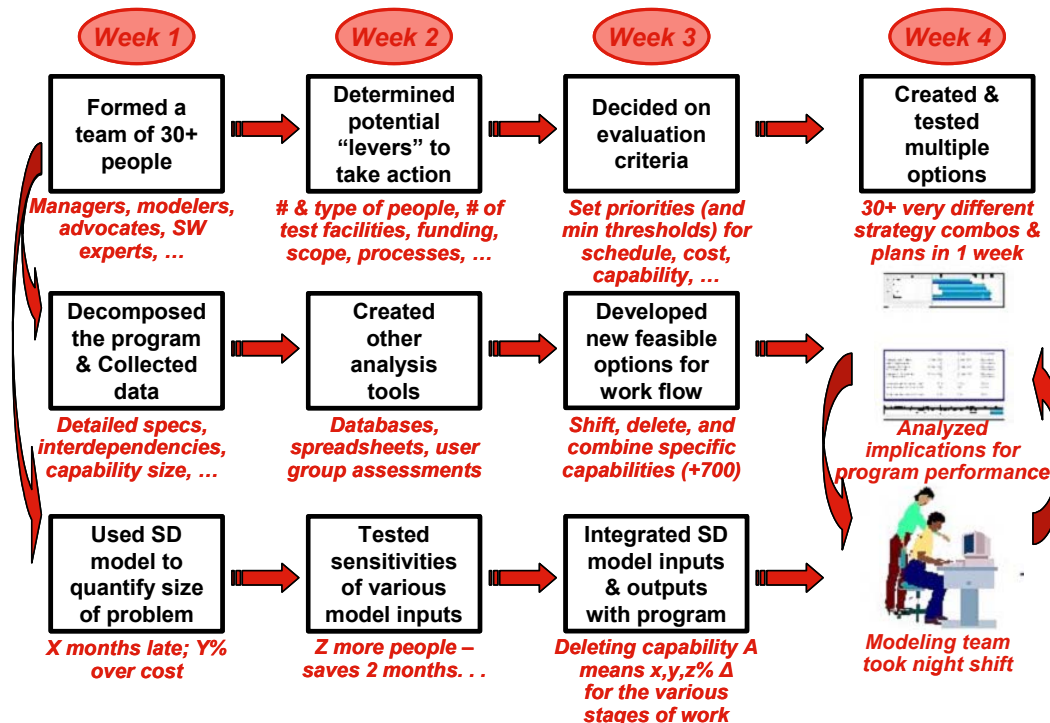 Week 1
Week 2
Week 3
Week 4
Formed a
team of 30+
people
Managers, modelers,
advocates, SW
experts, …
Determined
potential
“levers” to
take action
# & type of people, # of
test facilities, funding,
scope, processes, …
Decided on
evaluation
criteria
Set priorities (and
min thresholds) for
schedule, cost,
capability, …
Created &
tested
multiple
options
30+ very different
strategy combos &
plans in 1 week
Decomposed
the program
& Collected
data
Detailed specs,
interdependencies,
capability size, …
Created
other
analysis
tools
Databases,
spreadsheets, user
group assessments
Developed
new feasible
options for
work flow
Shift, delete, and
combine specific
capabilities (+700)
Analyzed
implications for
program performance
Used SD
model to
quantify size
of problem
X months late; Y%
over cost
Tested
sensitivities
of various
model inputs
Z more people –
saves 2 months. . .
Integrated SD
model inputs
& outputs
with program
Deleting capability A
means x,y,z% Δ
for the various
stages of work
Modeling team
took night shift